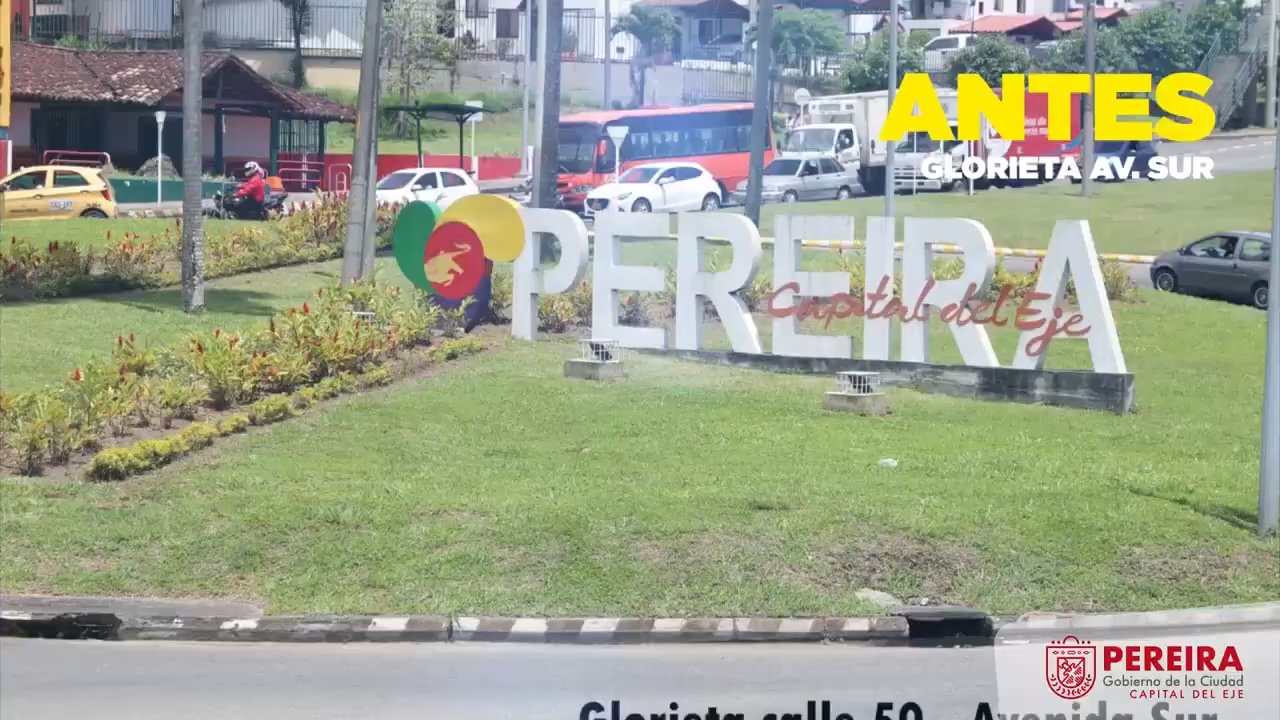 ANTES
GLORIETA AV. SUR
PEREIRA
Capital del Eje
PEREIRA
Gobierno de la Ciudad
CAPITAL DEL EJE
Glorieta calle 50 - Avenida Sur